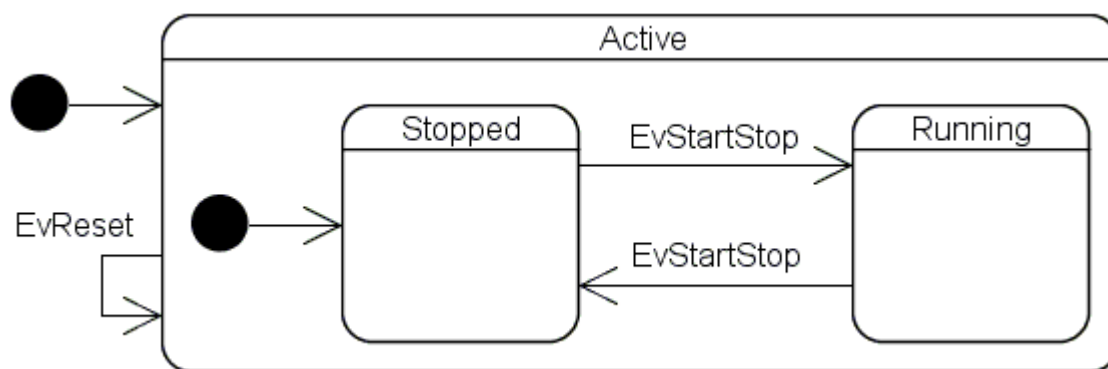 Active
Stopped
EvStartStop
Running
EvReset
EvStartStop